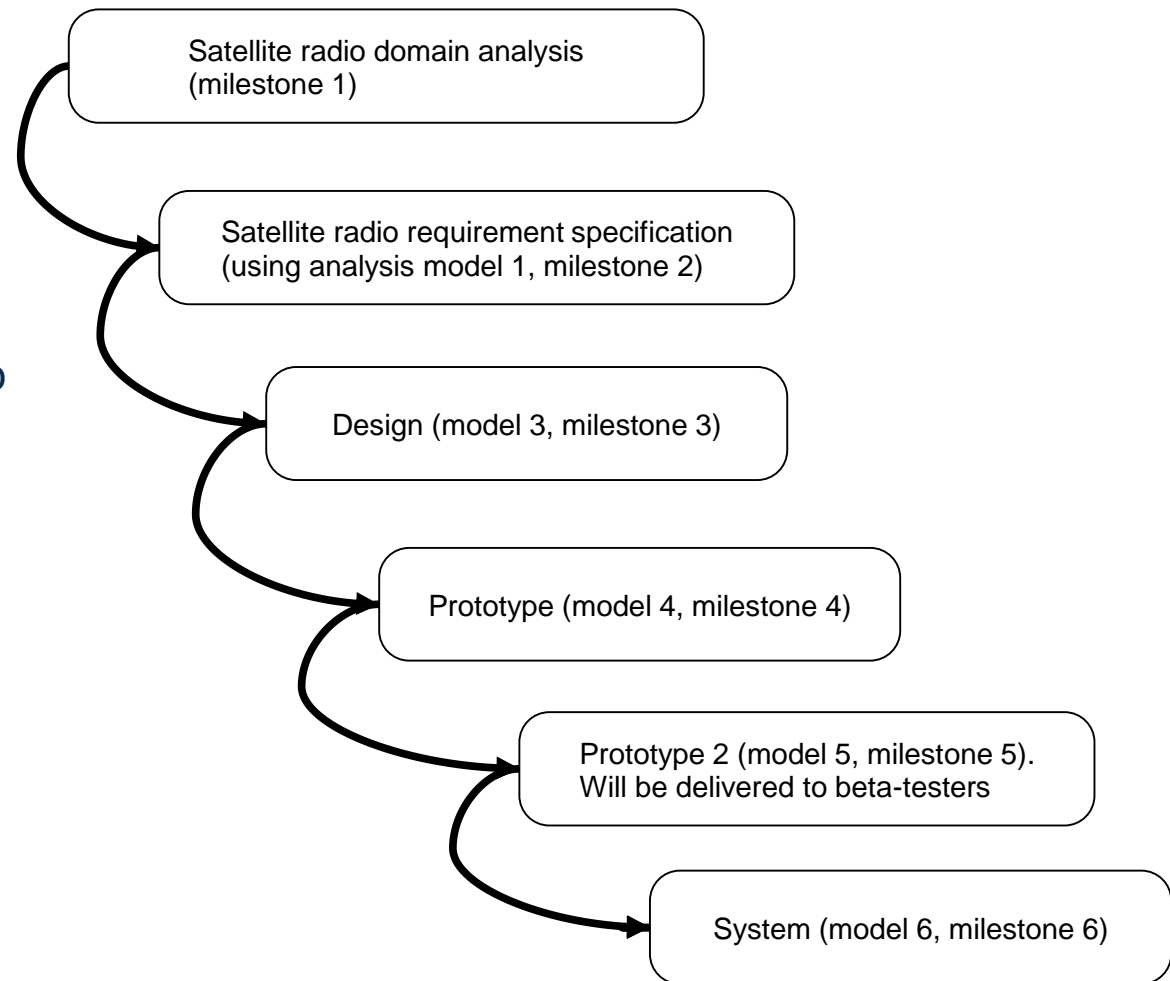 Satellite radio domain analysis
(milestone 1)
Satellite radio requirement specification
(using analysis model 1, milestone 2)
Design (model 3, milestone 3)
Prototype (model 4, milestone 4)
Prototype 2 (model 5, milestone 5).
Will be delivered to beta-testers
System (model 6, milestone 6)